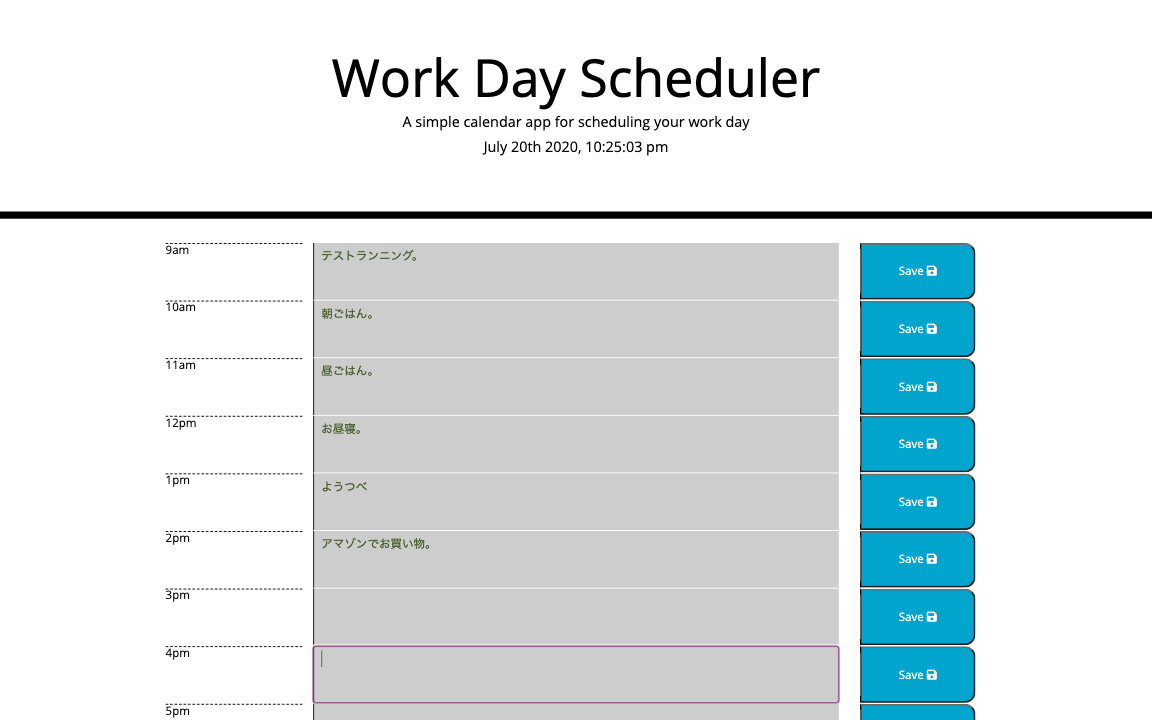 Work Day Scheduler
A simple calendar app for scheduling your work day
July 20th 2020, 10:25:03 pm
9am テストランニング。 Save
10am 朝ごはん。 Save
11am 昼ごはん。 Save
12pm お昼寝。 Save
1pm ようつべ Save
2pm アマゾンでお買い物。 Save
3pm Save
4pm Save
5pm